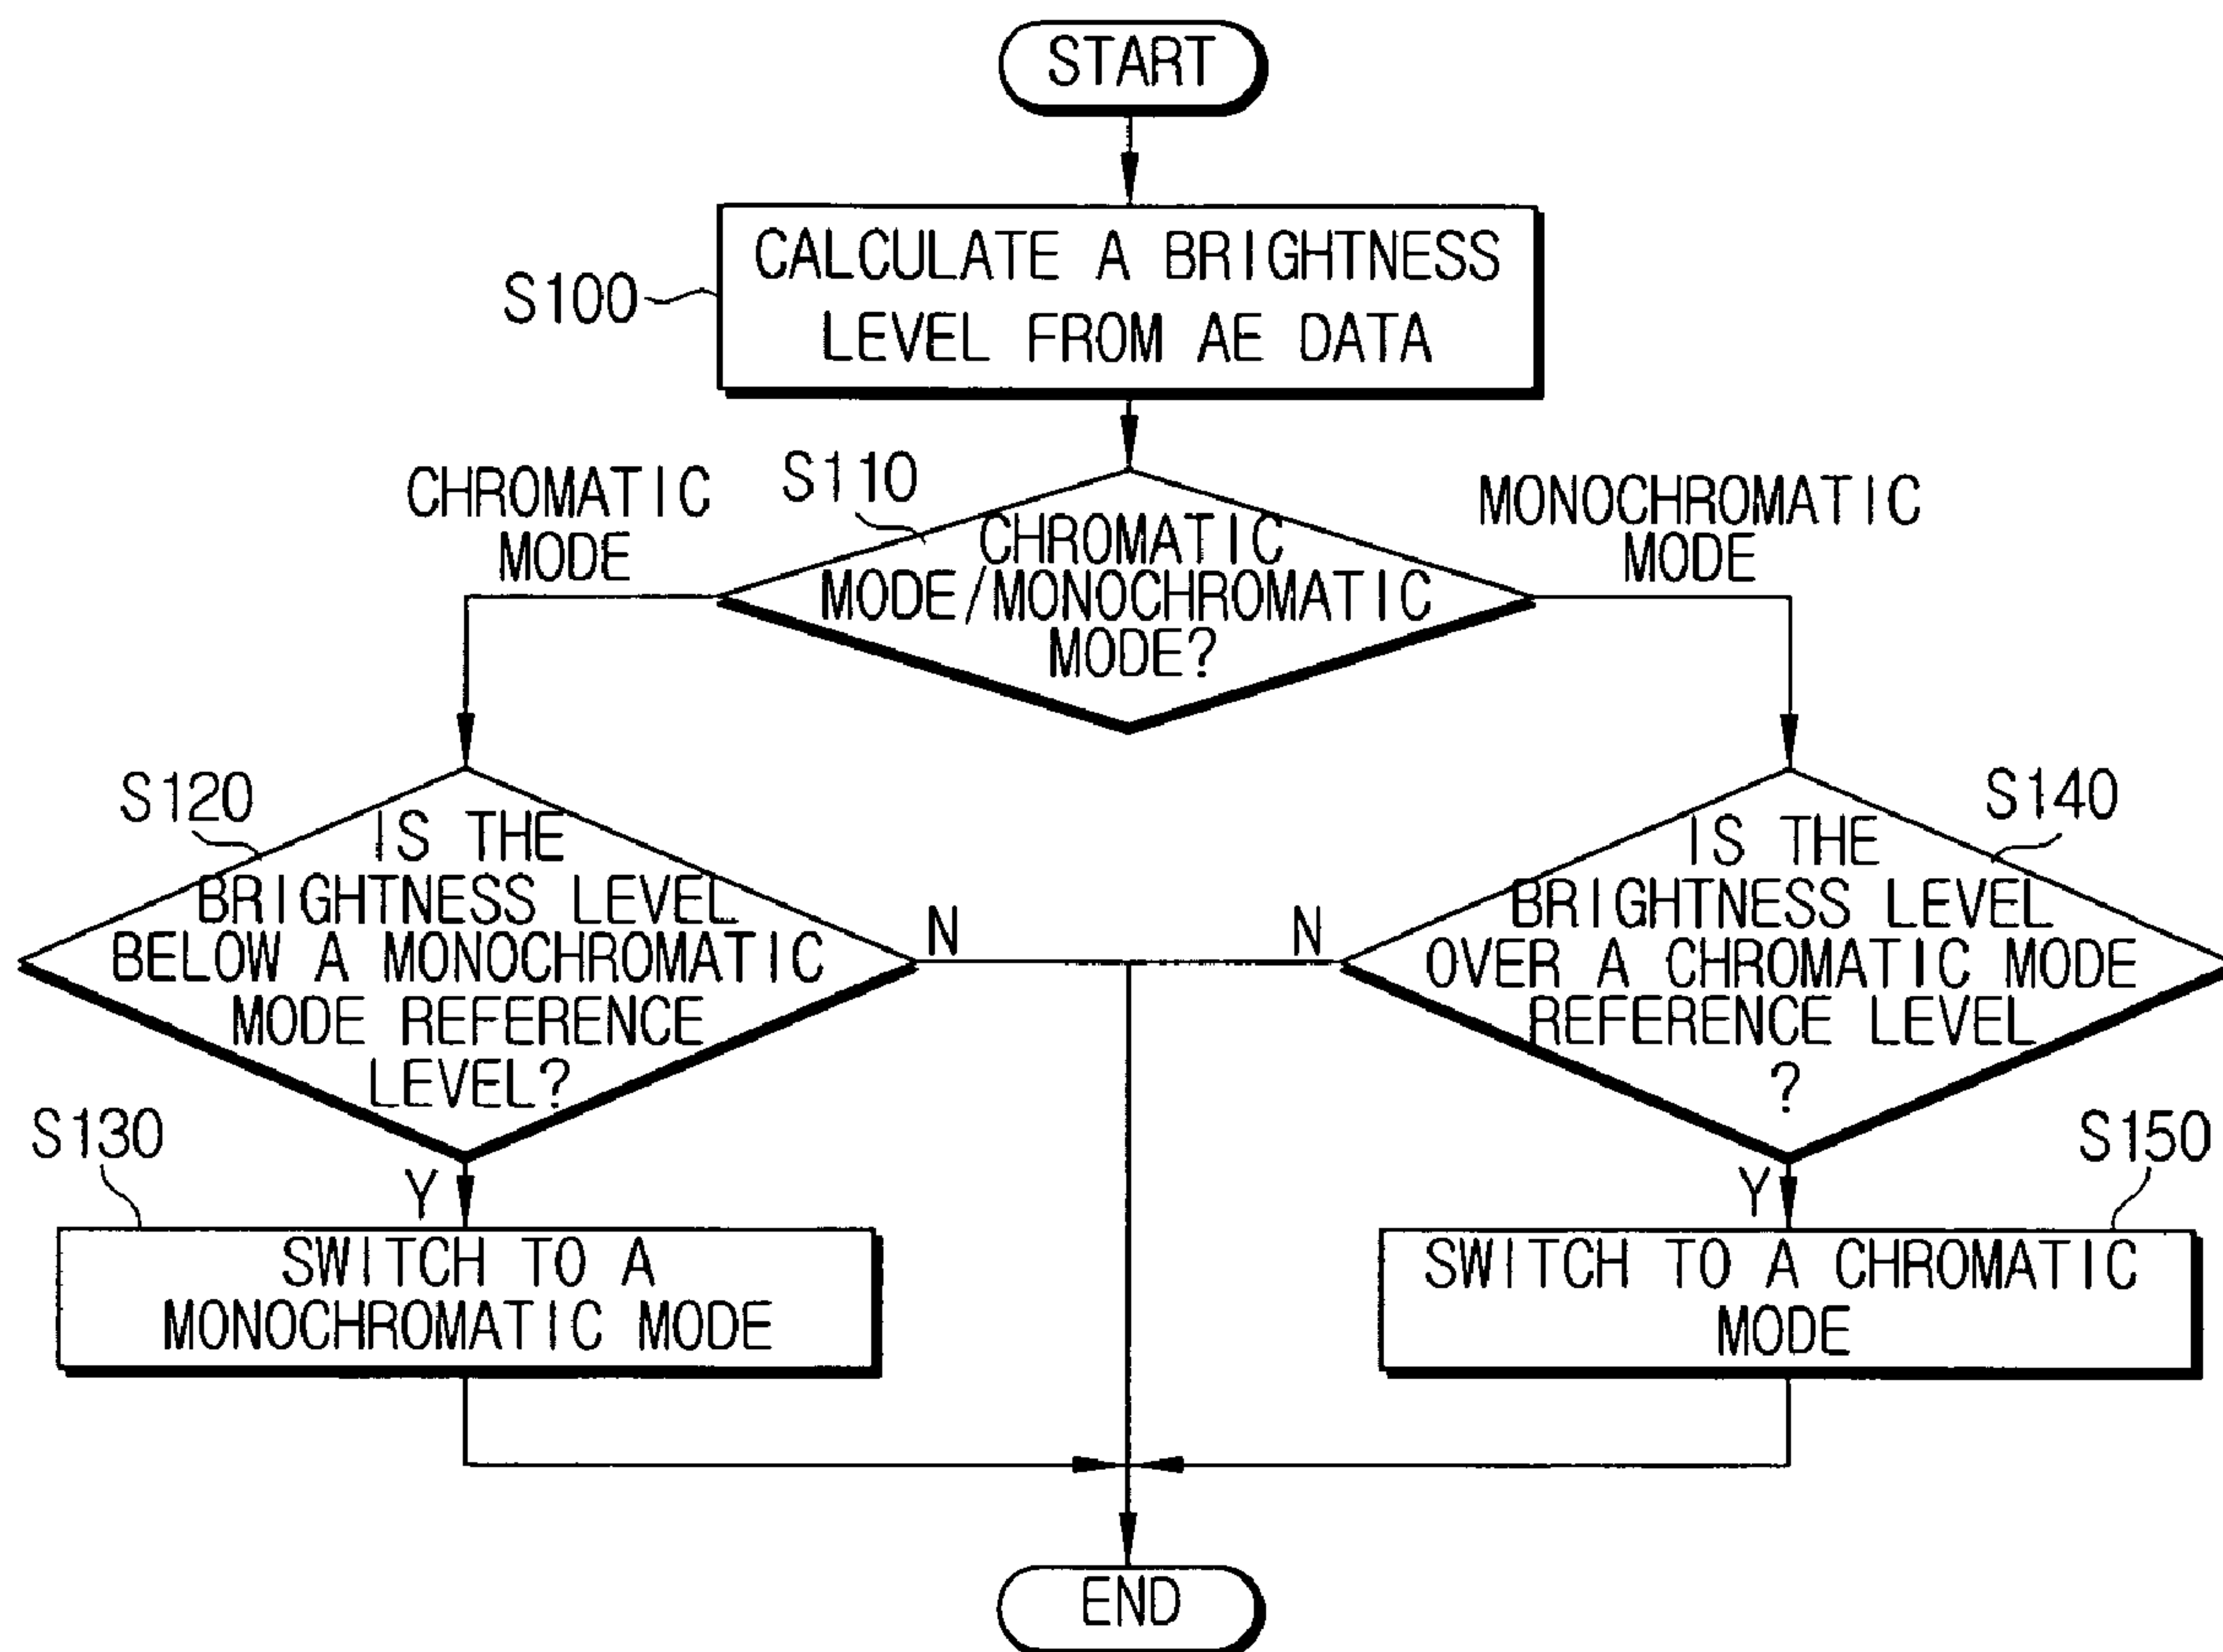 START
S100
CALCULATE A BRIGHTNESS
LEVEL FROM AE DATA
S110
CHROMATIC
MODE/MONOCHROMATIC
MODE?
CHROMATIC
MODE
MONOCHROMATIC
MODE
S120
IS THE
BRIGHTNESS LEVEL
BELOW A MONOCHROMATIC
MODE REFERENCE
LEVEL?
N
N
S140
IS THE
BRIGHTNESS LEVEL
OVER A CHROMATIC MODE
REFERENCE LEVEL
?
S130
Y
SWITCH TO A
MONOCHROMATIC MODE
Y
S150
SWITCH TO A CHROMATIC
MODE
END